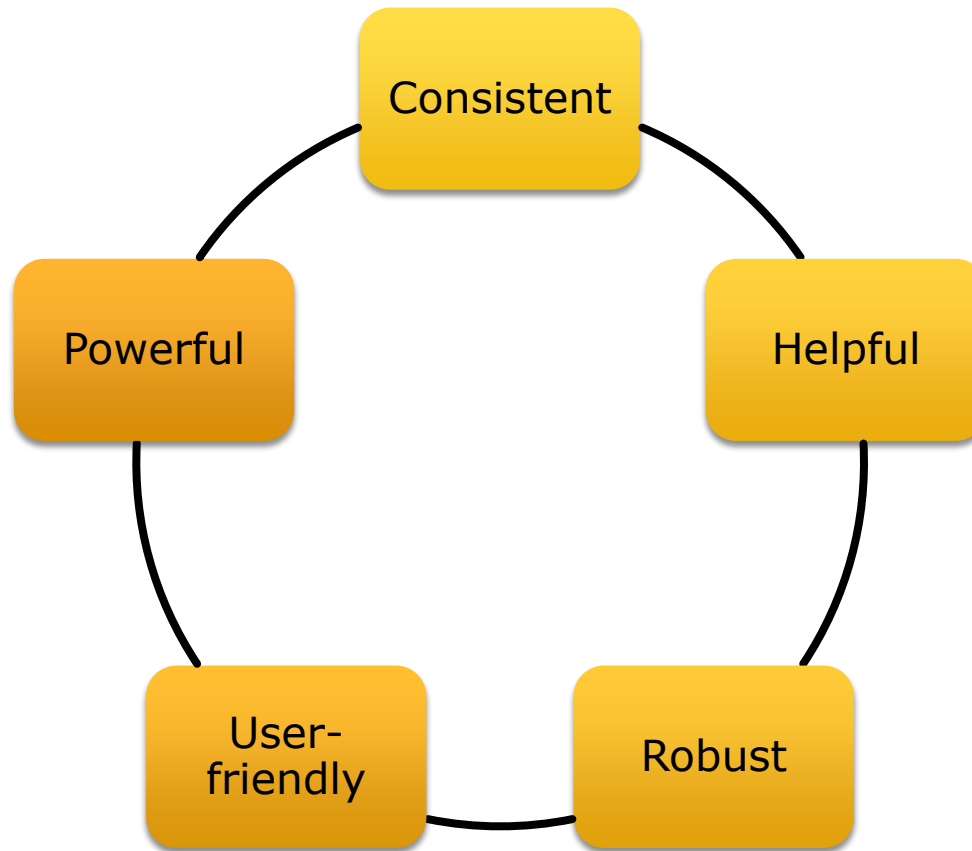 Consistent
Powerful
Helpful
User-
friendly
Robust